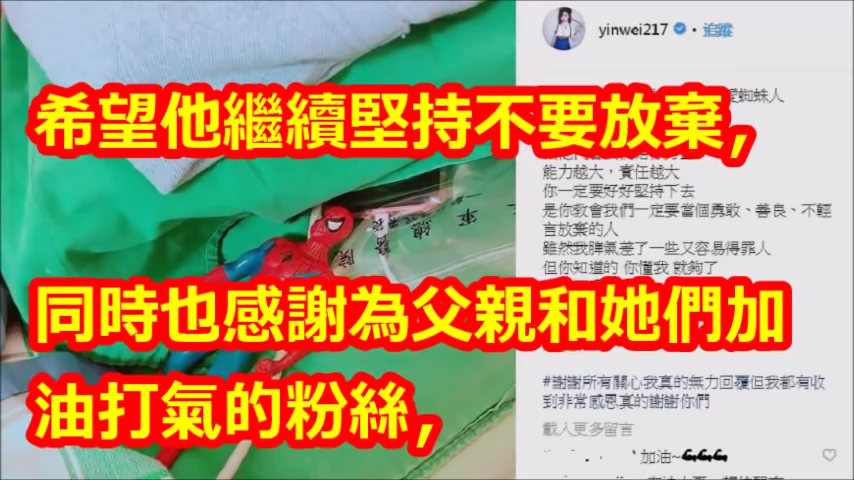 yinwei217 • 追蹤
愛蜘蛛人
希望他繼續堅持不要放棄,
能力越大，責任越大
你一定要好好堅持下去
是你教會我們一定要當個勇敢、善良、不輕
言放棄的人
雖然我脾氣差了一些又容易得罪人
但你知道的 你懂我 就夠了
同時也感謝為父親和她們加
油打氣的粉絲,
#謝謝所有關心我真的無力回覆但我都有收
到非常感恩真的謝謝你們
載入更多留言
加油~